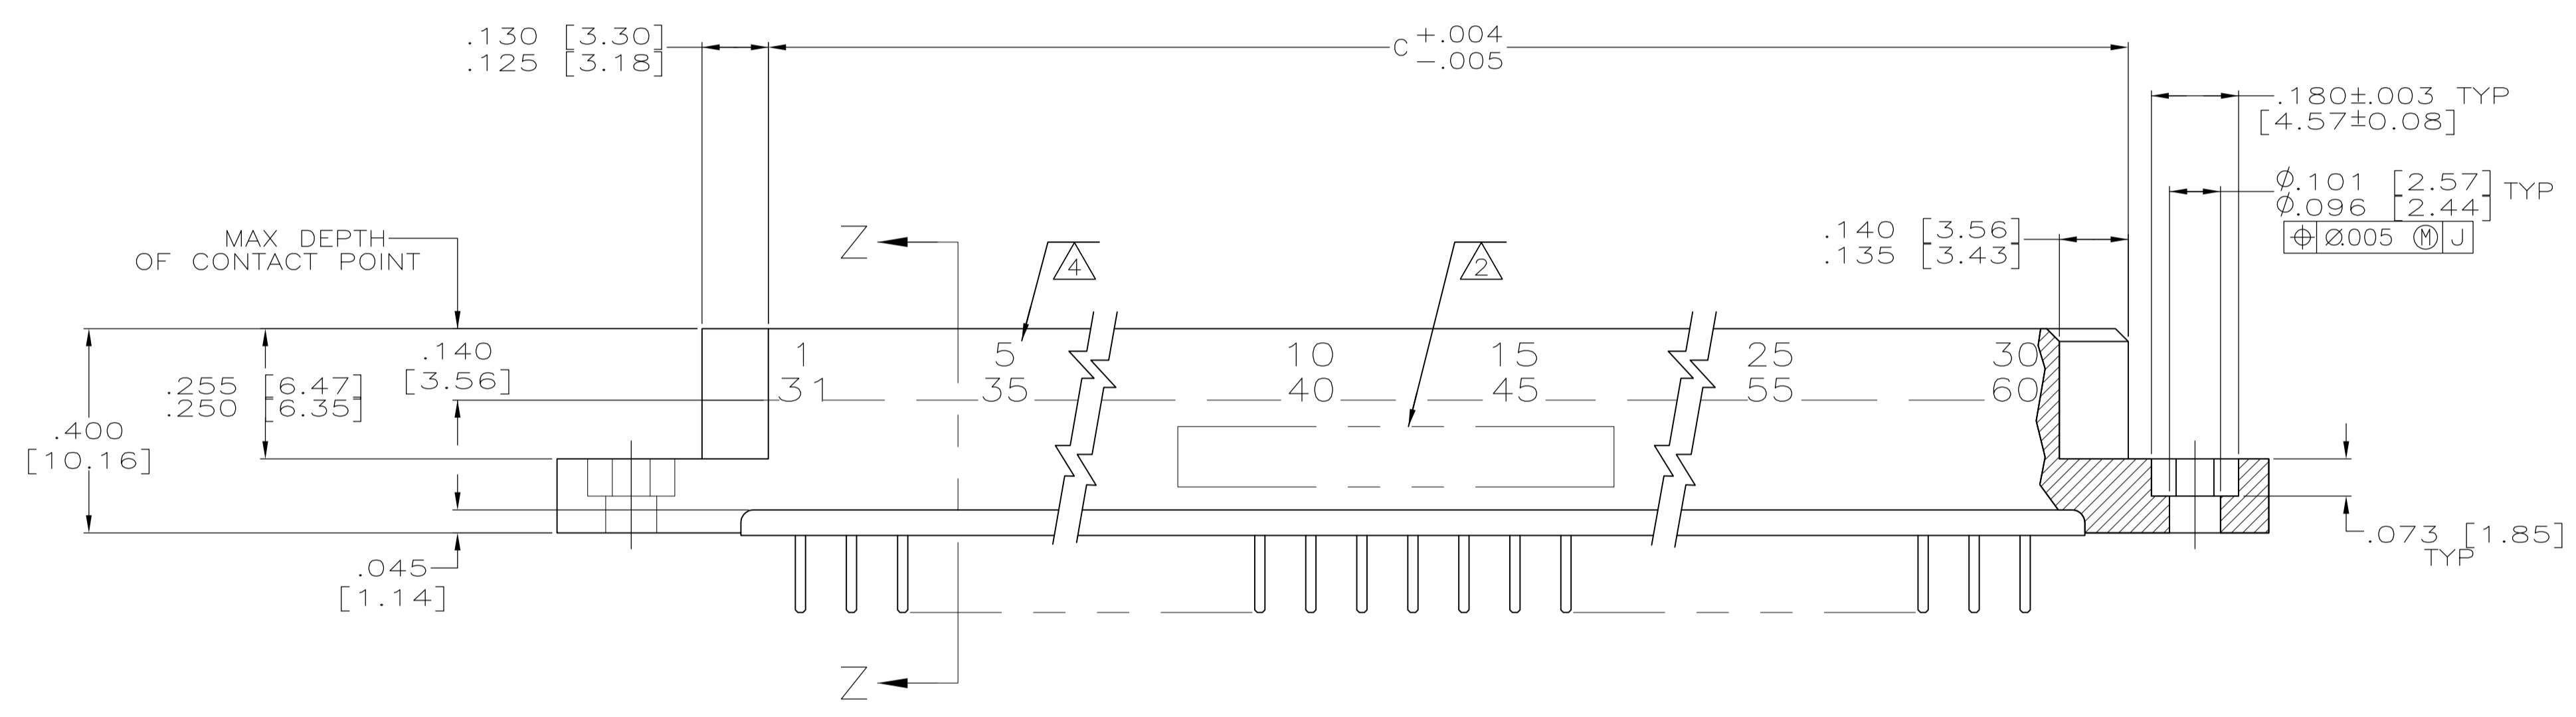 .130 [3.30]
.125 [3.18]
C +.004
-.005
.180±.003 TYP
[4.57±0.08]
Ø.101 [2.57] TYP
Ø.096 [2.44]
⌖ Ø.005 Ⓜ J
MAX DEPTH
OF CONTACT POINT
Z
4
2
.140 [3.56]
.135 [3.43]
.140
[3.56]
.255 [6.47]
.250 [6.35]
.400
[10.16]
1 5 10 15 25 30
31 35 40 45 55 60
.045
[1.14]
.073 [1.85]
TYP
Z